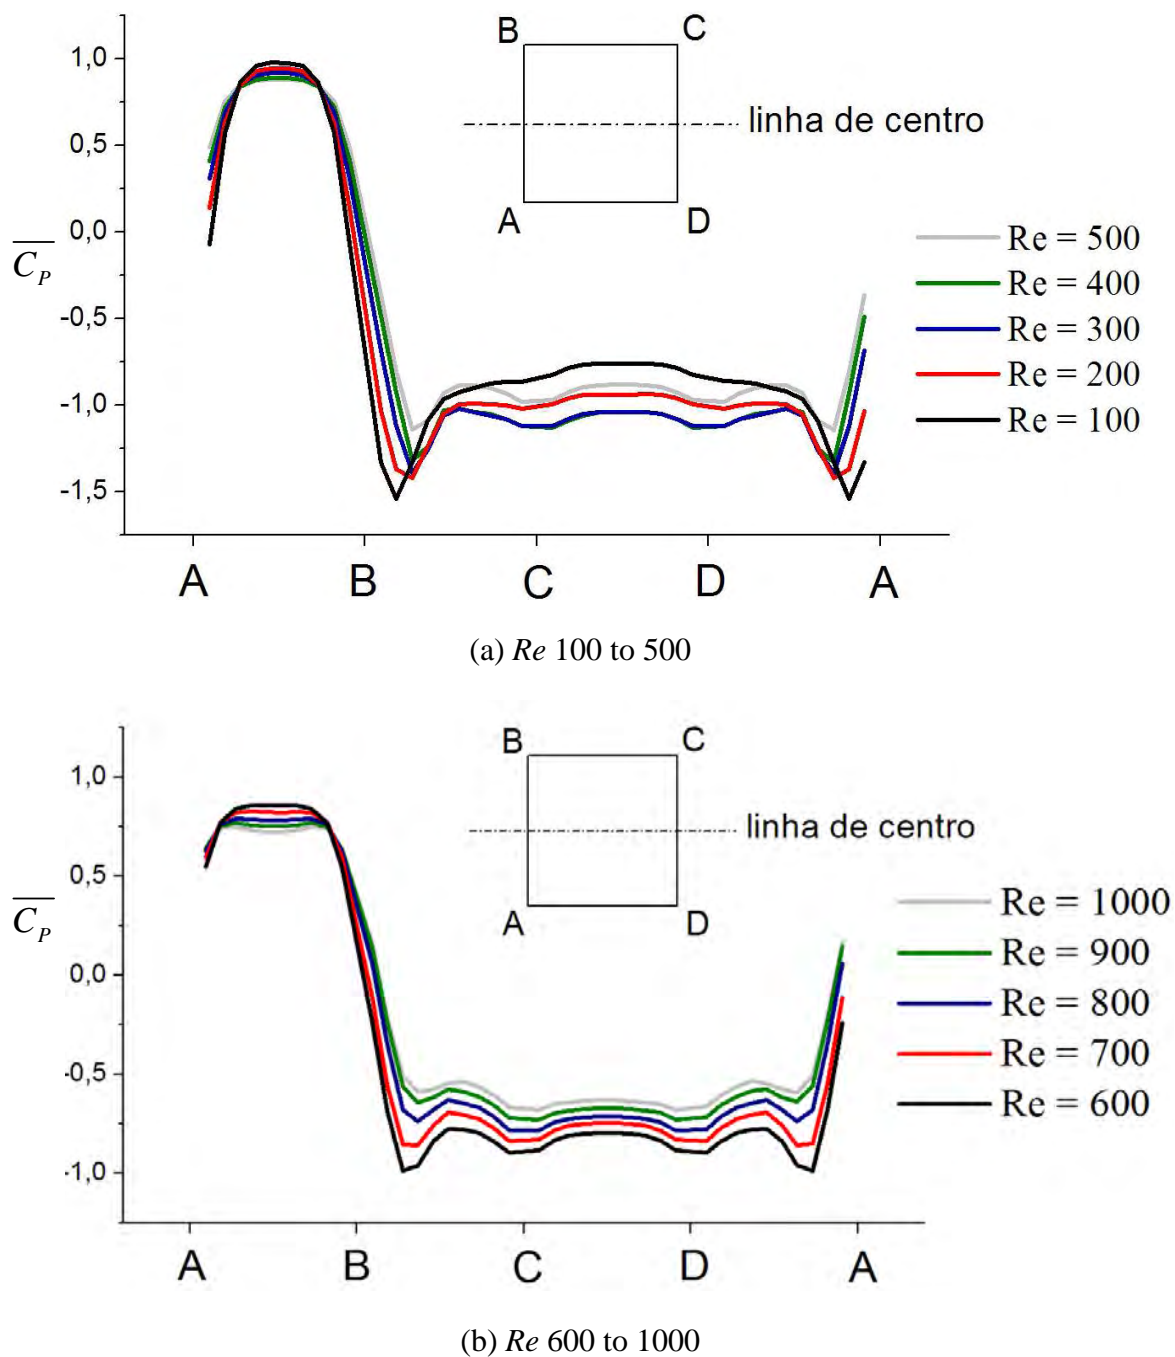 1,0
0,5
0,0
-0,5
-1,0
-1,5
C_P
B C
linha de centro
A D
Re = 500
Re = 400
Re = 300
Re = 200
Re = 100
A B C D A
(a) Re 100 to 500
1,0
0,5
0,0
-0,5
-1,0
C_P
B C
linha de centro
A D
Re = 1000
Re = 900
Re = 800
Re = 700
Re = 600
A B C D A
(b) Re 600 to 1000